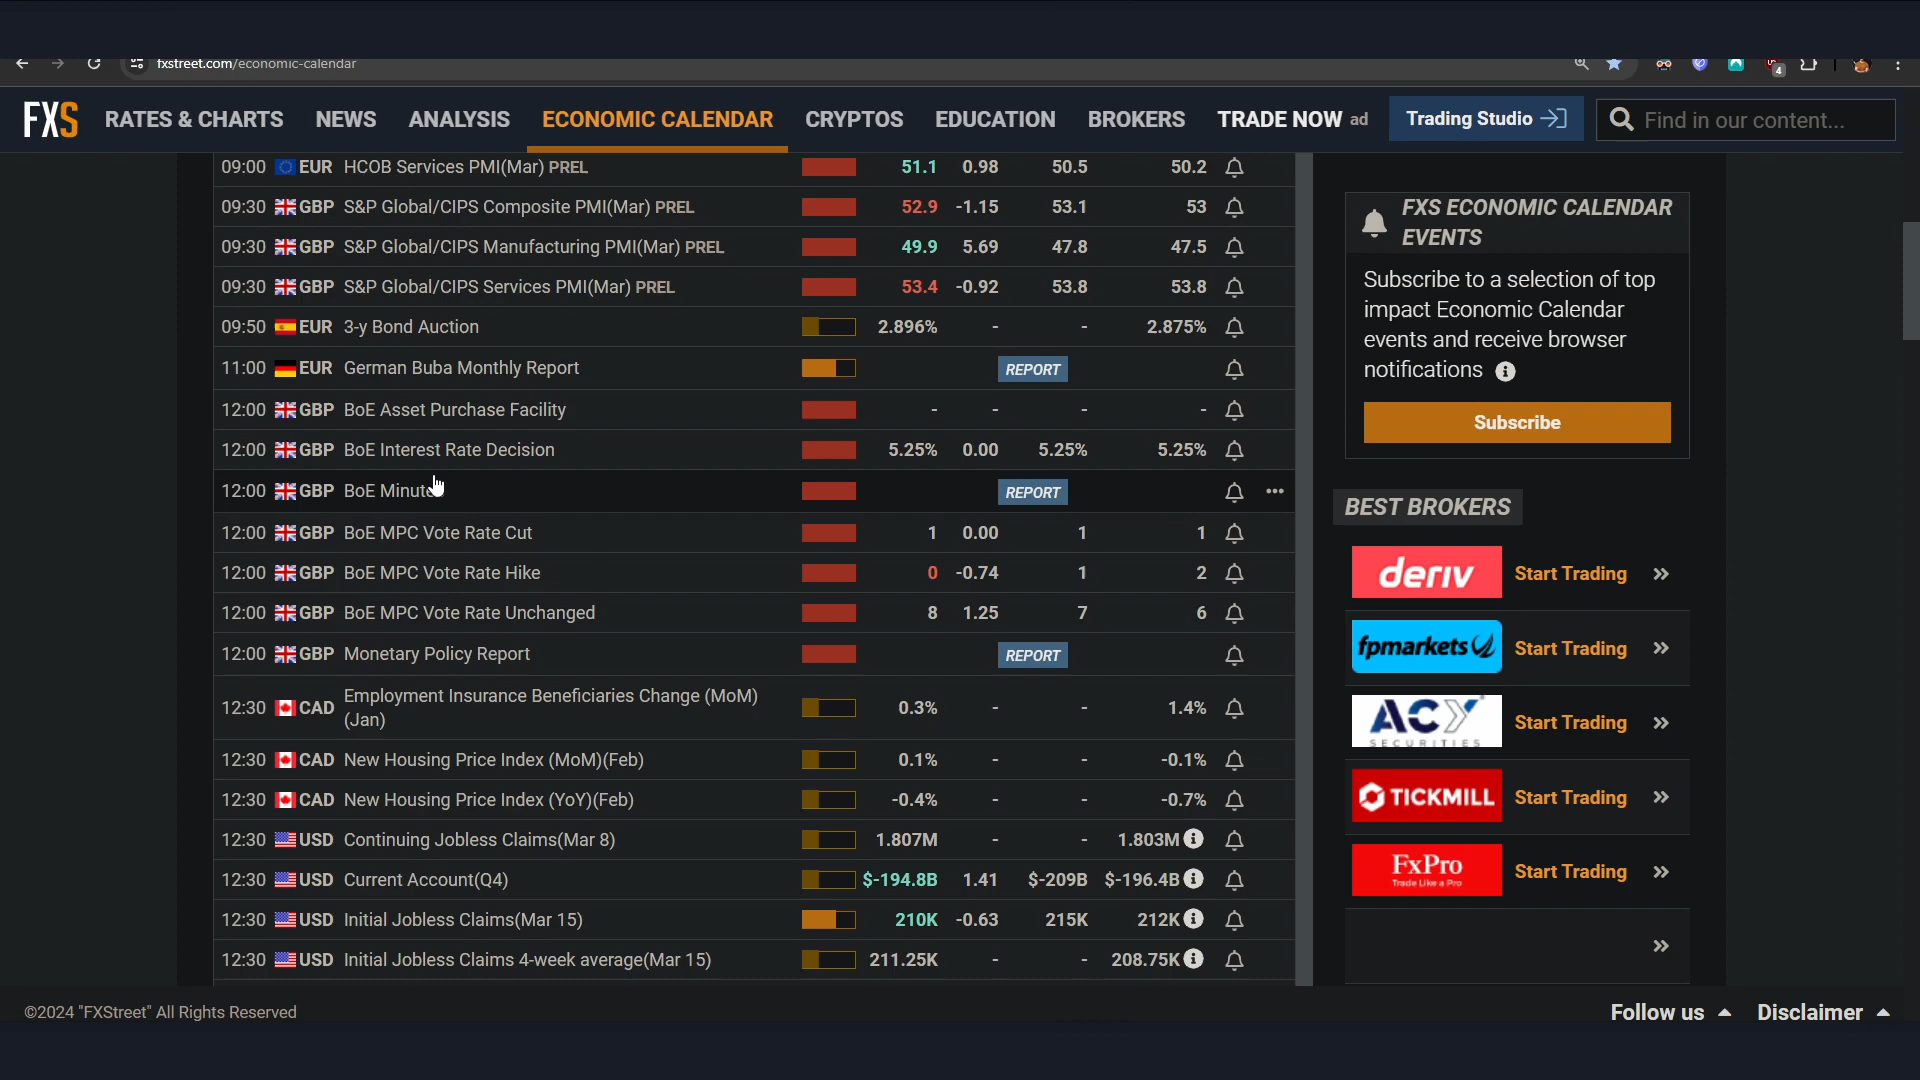 fxstreet.com/economic-calendar
4
FXS RATES & CHARTS NEWS ANALYSIS ECONOMIC CALENDAR CRYPTOS EDUCATION BROKERS TRADE NOW ad Trading Studio Find in our content...
09:00 EUR HCOB Services PMI(Mar) PREL 51.1 0.98 50.5 50.2
09:30 GBP S&P Global/CIPS Composite PMI(Mar) PREL 52.9 -1.15 53.1 53
09:30 GBP S&P Global/CIPS Manufacturing PMI(Mar) PREL 49.9 5.69 47.8 47.5
09:30 GBP S&P Global/CIPS Services PMI(Mar) PREL 53.4 -0.92 53.8 53.8
09:50 EUR 3-y Bond Auction 2.896% - - 2.875%
11:00 EUR German Buba Monthly Report REPORT
12:00 GBP BoE Asset Purchase Facility - - - -
12:00 GBP BoE Interest Rate Decision 5.25% 0.00 5.25% 5.25%
12:00 GBP BoE Minutes REPORT
12:00 GBP BoE MPC Vote Rate Cut 1 0.00 1 1
12:00 GBP BoE MPC Vote Rate Hike 0 -0.74 1 2
12:00 GBP BoE MPC Vote Rate Unchanged 8 1.25 7 6
12:00 GBP Monetary Policy Report REPORT
12:30 CAD Employment Insurance Beneficiaries Change (MoM)
(Jan) 0.3% - - 1.4%
12:30 CAD New Housing Price Index (MoM)(Feb) 0.1% - - -0.1%
12:30 CAD New Housing Price Index (YoY)(Feb) -0.4% - - -0.7%
12:30 USD Continuing Jobless Claims(Mar 8) 1.807M - - 1.803M
12:30 USD Current Account(Q4) $-194.8B 1.41 $-209B $-196.4B
12:30 USD Initial Jobless Claims(Mar 15) 210K -0.63 215K 212K
12:30 USD Initial Jobless Claims 4-week average(Mar 15) 211.25K - - 208.75K
FXS ECONOMIC CALENDAR
EVENTS
Subscribe to a selection of top
impact Economic Calendar
events and receive browser
notifications
Subscribe
BEST BROKERS
deriv Start Trading
fpmarkets Start Trading
ACY SECURITIES Start Trading
TICKMILL Start Trading
FxPro Trade Like a Pro Start Trading
©2024 "FXStreet" All Rights Reserved
Follow us Disclaimer